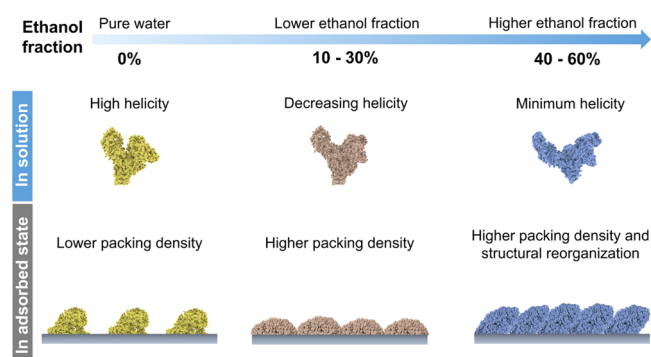 Ethanol
fraction
Pure water
Lower ethanol fraction
Higher ethanol fraction
0%
10 - 30%
40 - 60%
In solution
High helicity
Decreasing helicity
Minimum helicity
In adsorbed state
Lower packing density
Higher packing density
Higher packing density and
structural reorganization